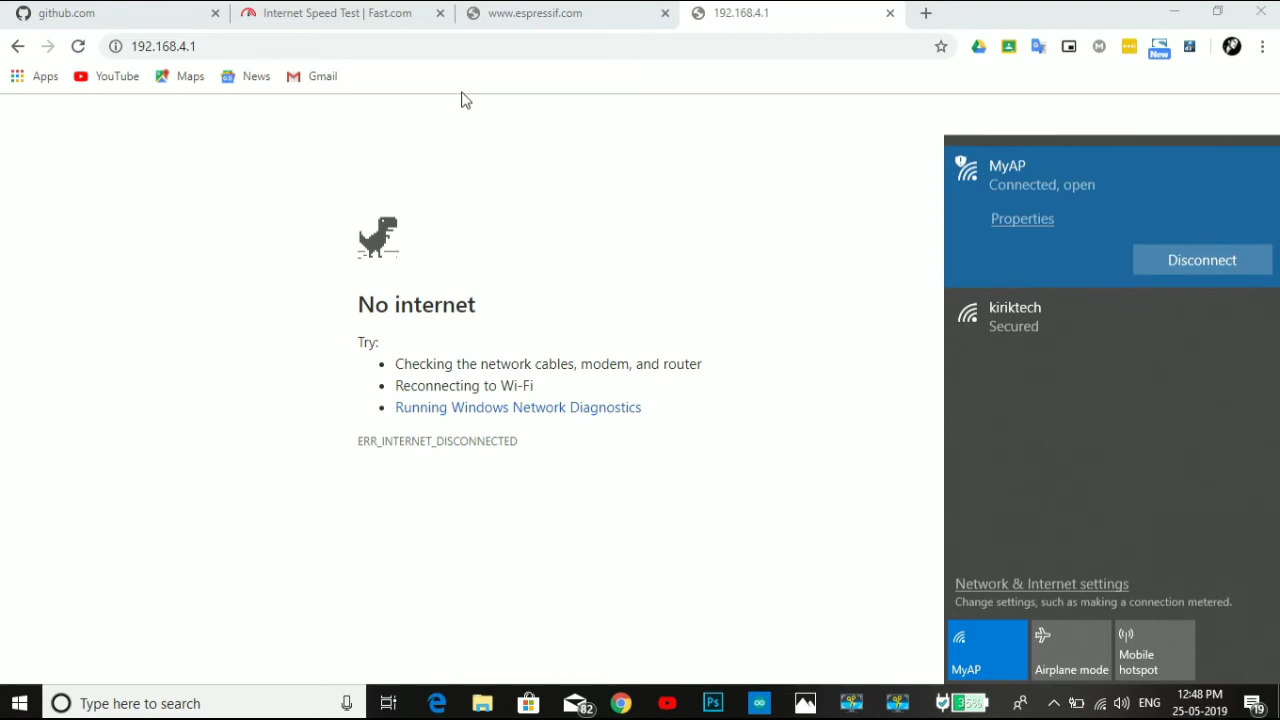 github.com
Internet Speed Test | Fast.com
www.espressif.com
192.168.4.1
192.168.4.1
New
Apps
YouTube
Maps
News
Gmail
No internet
Try:
Checking the network cables, modem, and router
Reconnecting to Wi-Fi
Running Windows Network Diagnostics
ERR_INTERNET_DISCONNECTED
MyAP
Connected, open
Properties
Disconnect
kiriktech
Secured
Network & Internet settings
Change settings, such as making a connection metered.
MyAP
Airplane mode
Mobile
hotspot
Type here to search
82
Ps
35%
ENG
12:48 PM
25-05-2019
19